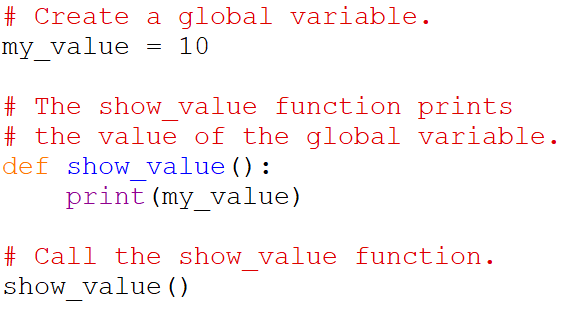 # Create a global variable.
my_value = 10
# The show_value function prints
# the value of the global variable.
def show_value():
    print(my_value)
# Call the show_value function.
show_value()